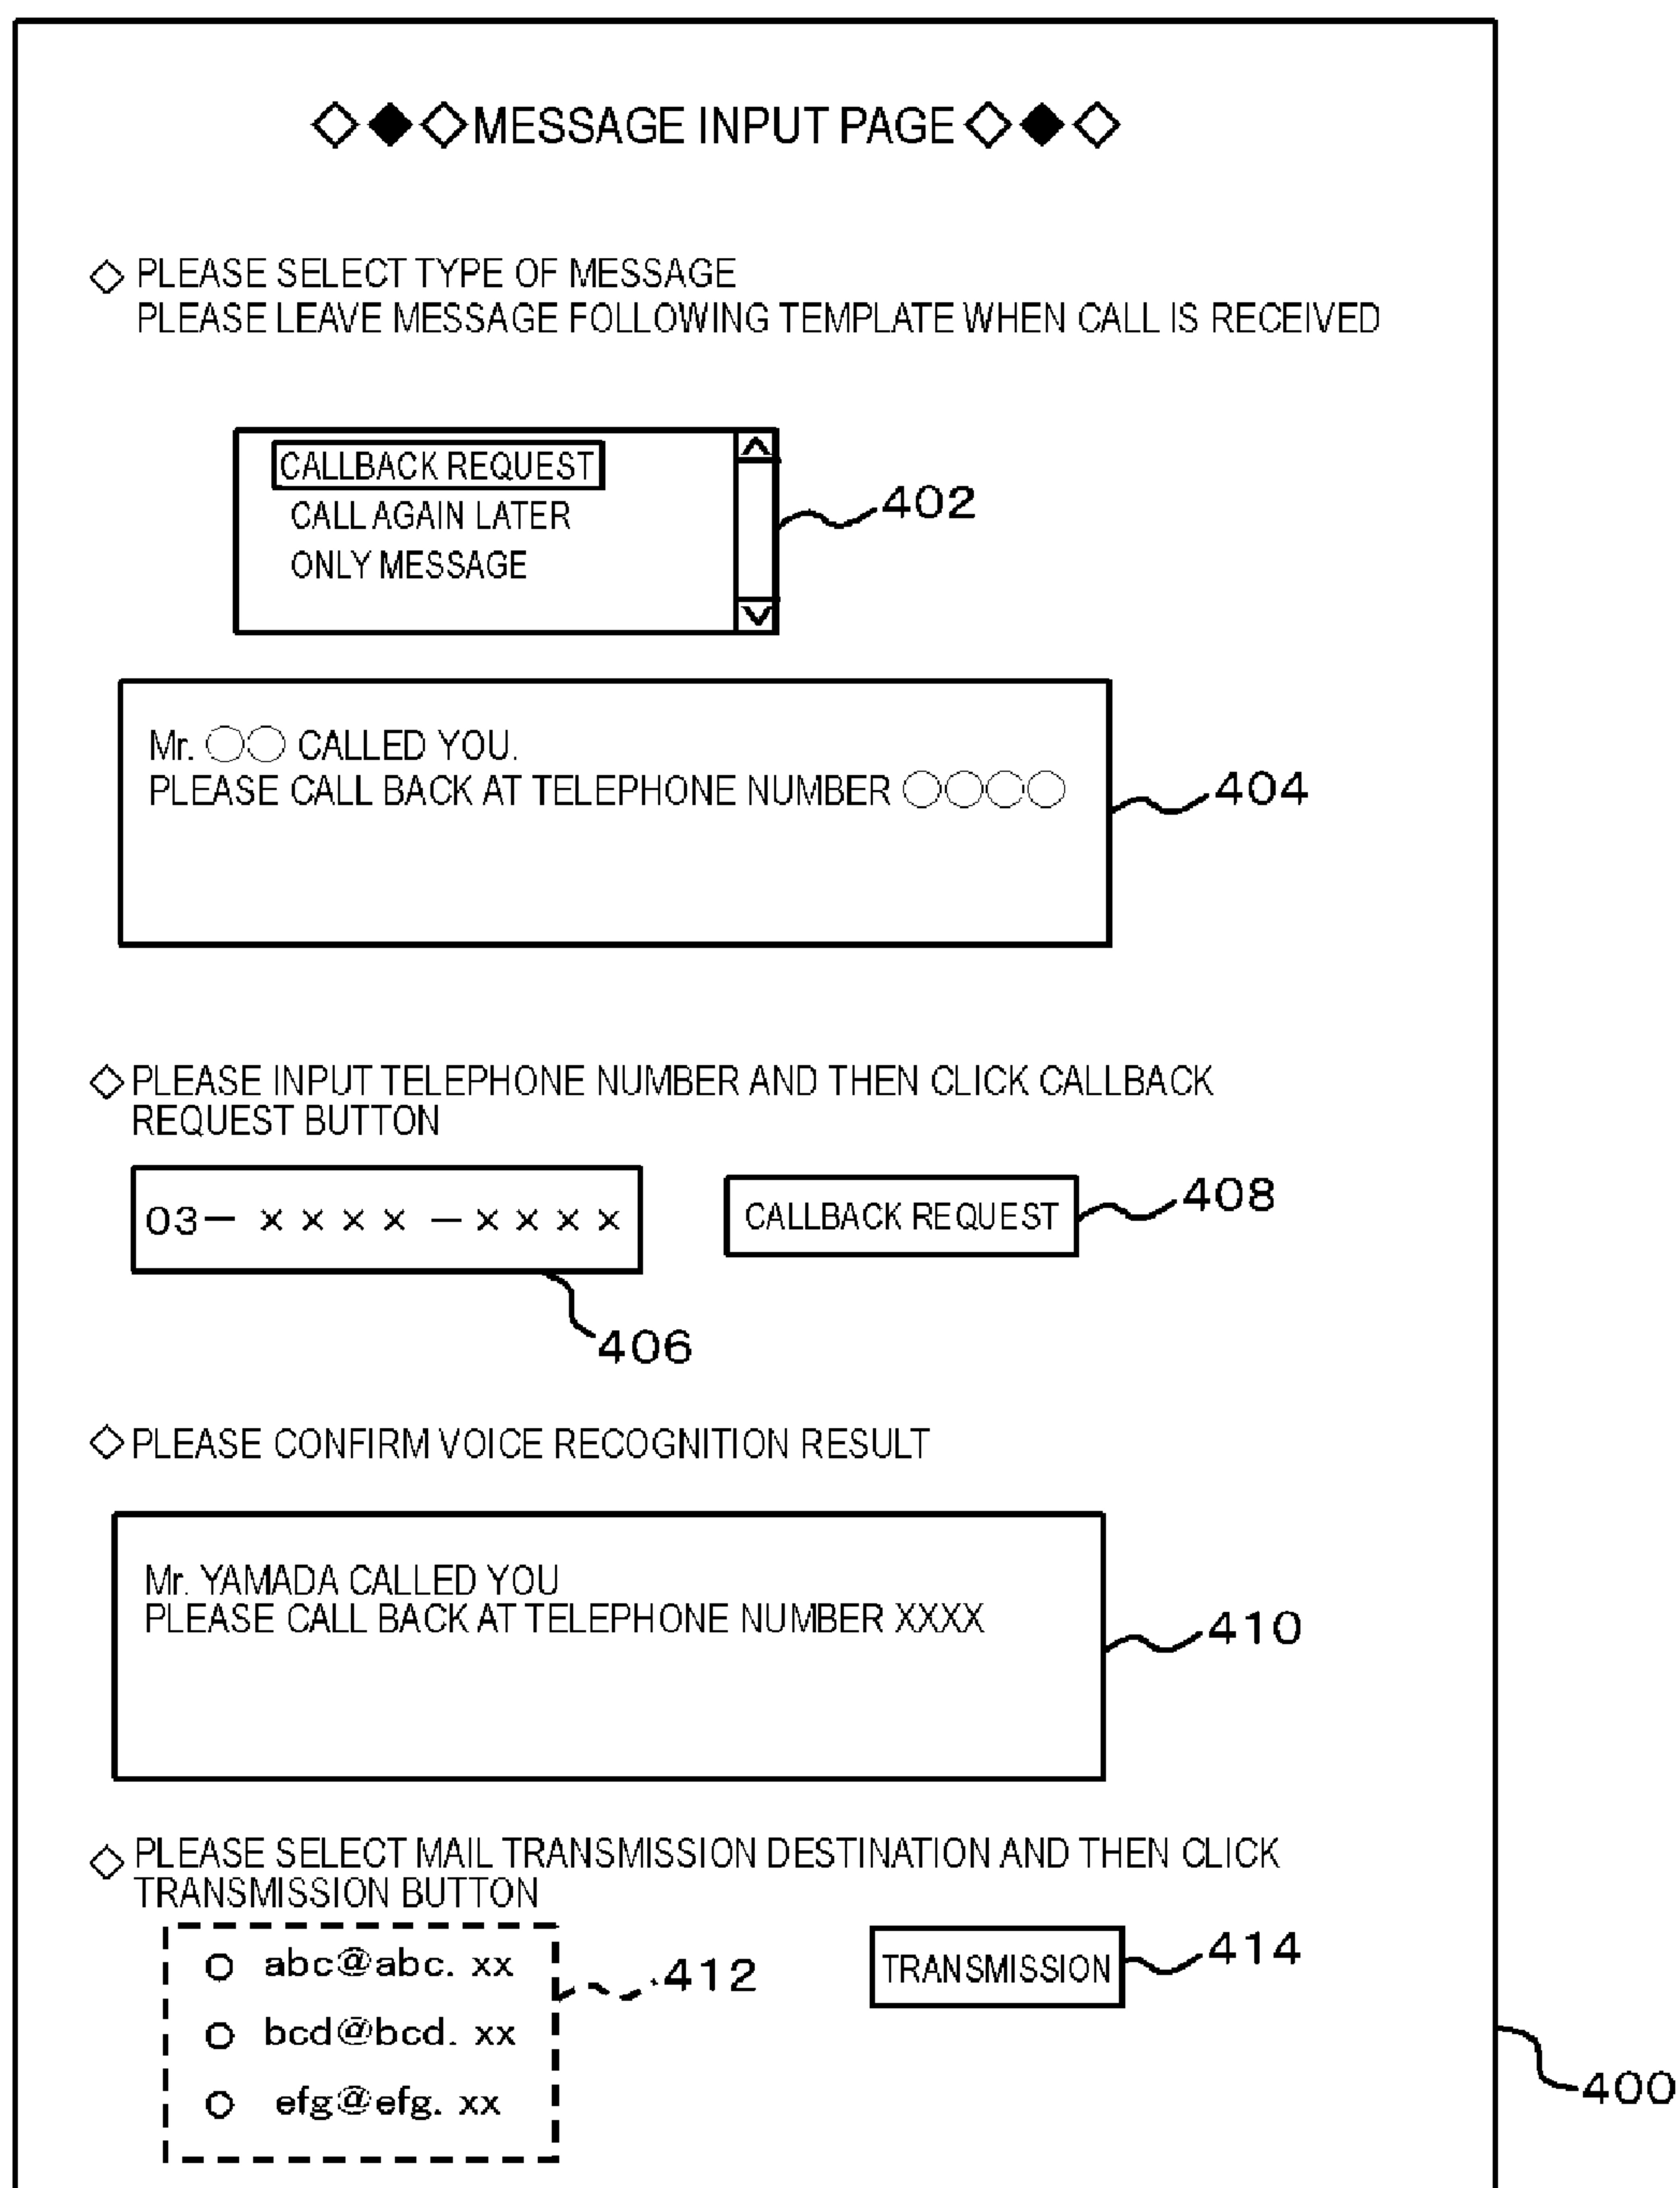 ◇◆◇MESSAGE INPUT PAGE◇◆◇
◇ PLEASE SELECT TYPE OF MESSAGE
PLEASE LEAVE MESSAGE FOLLOWING TEMPLATE WHEN CALL IS RECEIVED
CALLBACK REQUEST
CALL AGAIN LATER
ONLY MESSAGE
402
Mr. ○○ CALLED YOU.
PLEASE CALL BACK AT TELEPHONE NUMBER ○○○○
404
◇ PLEASE INPUT TELEPHONE NUMBER AND THEN CLICK CALLBACK
REQUEST BUTTON
03- ×××× -××××
406
CALLBACK REQUEST
408
◇ PLEASE CONFIRM VOICE RECOGNITION RESULT
Mr. YAMADA CALLED YOU
PLEASE CALL BACK AT TELEPHONE NUMBER XXXX
410
◇ PLEASE SELECT MAIL TRANSMISSION DESTINATION AND THEN CLICK
TRANSMISSION BUTTON
○ abc@abc. xx
○ bcd@bcd. xx
○ efg@efg. xx
412
TRANSMISSION
414
400